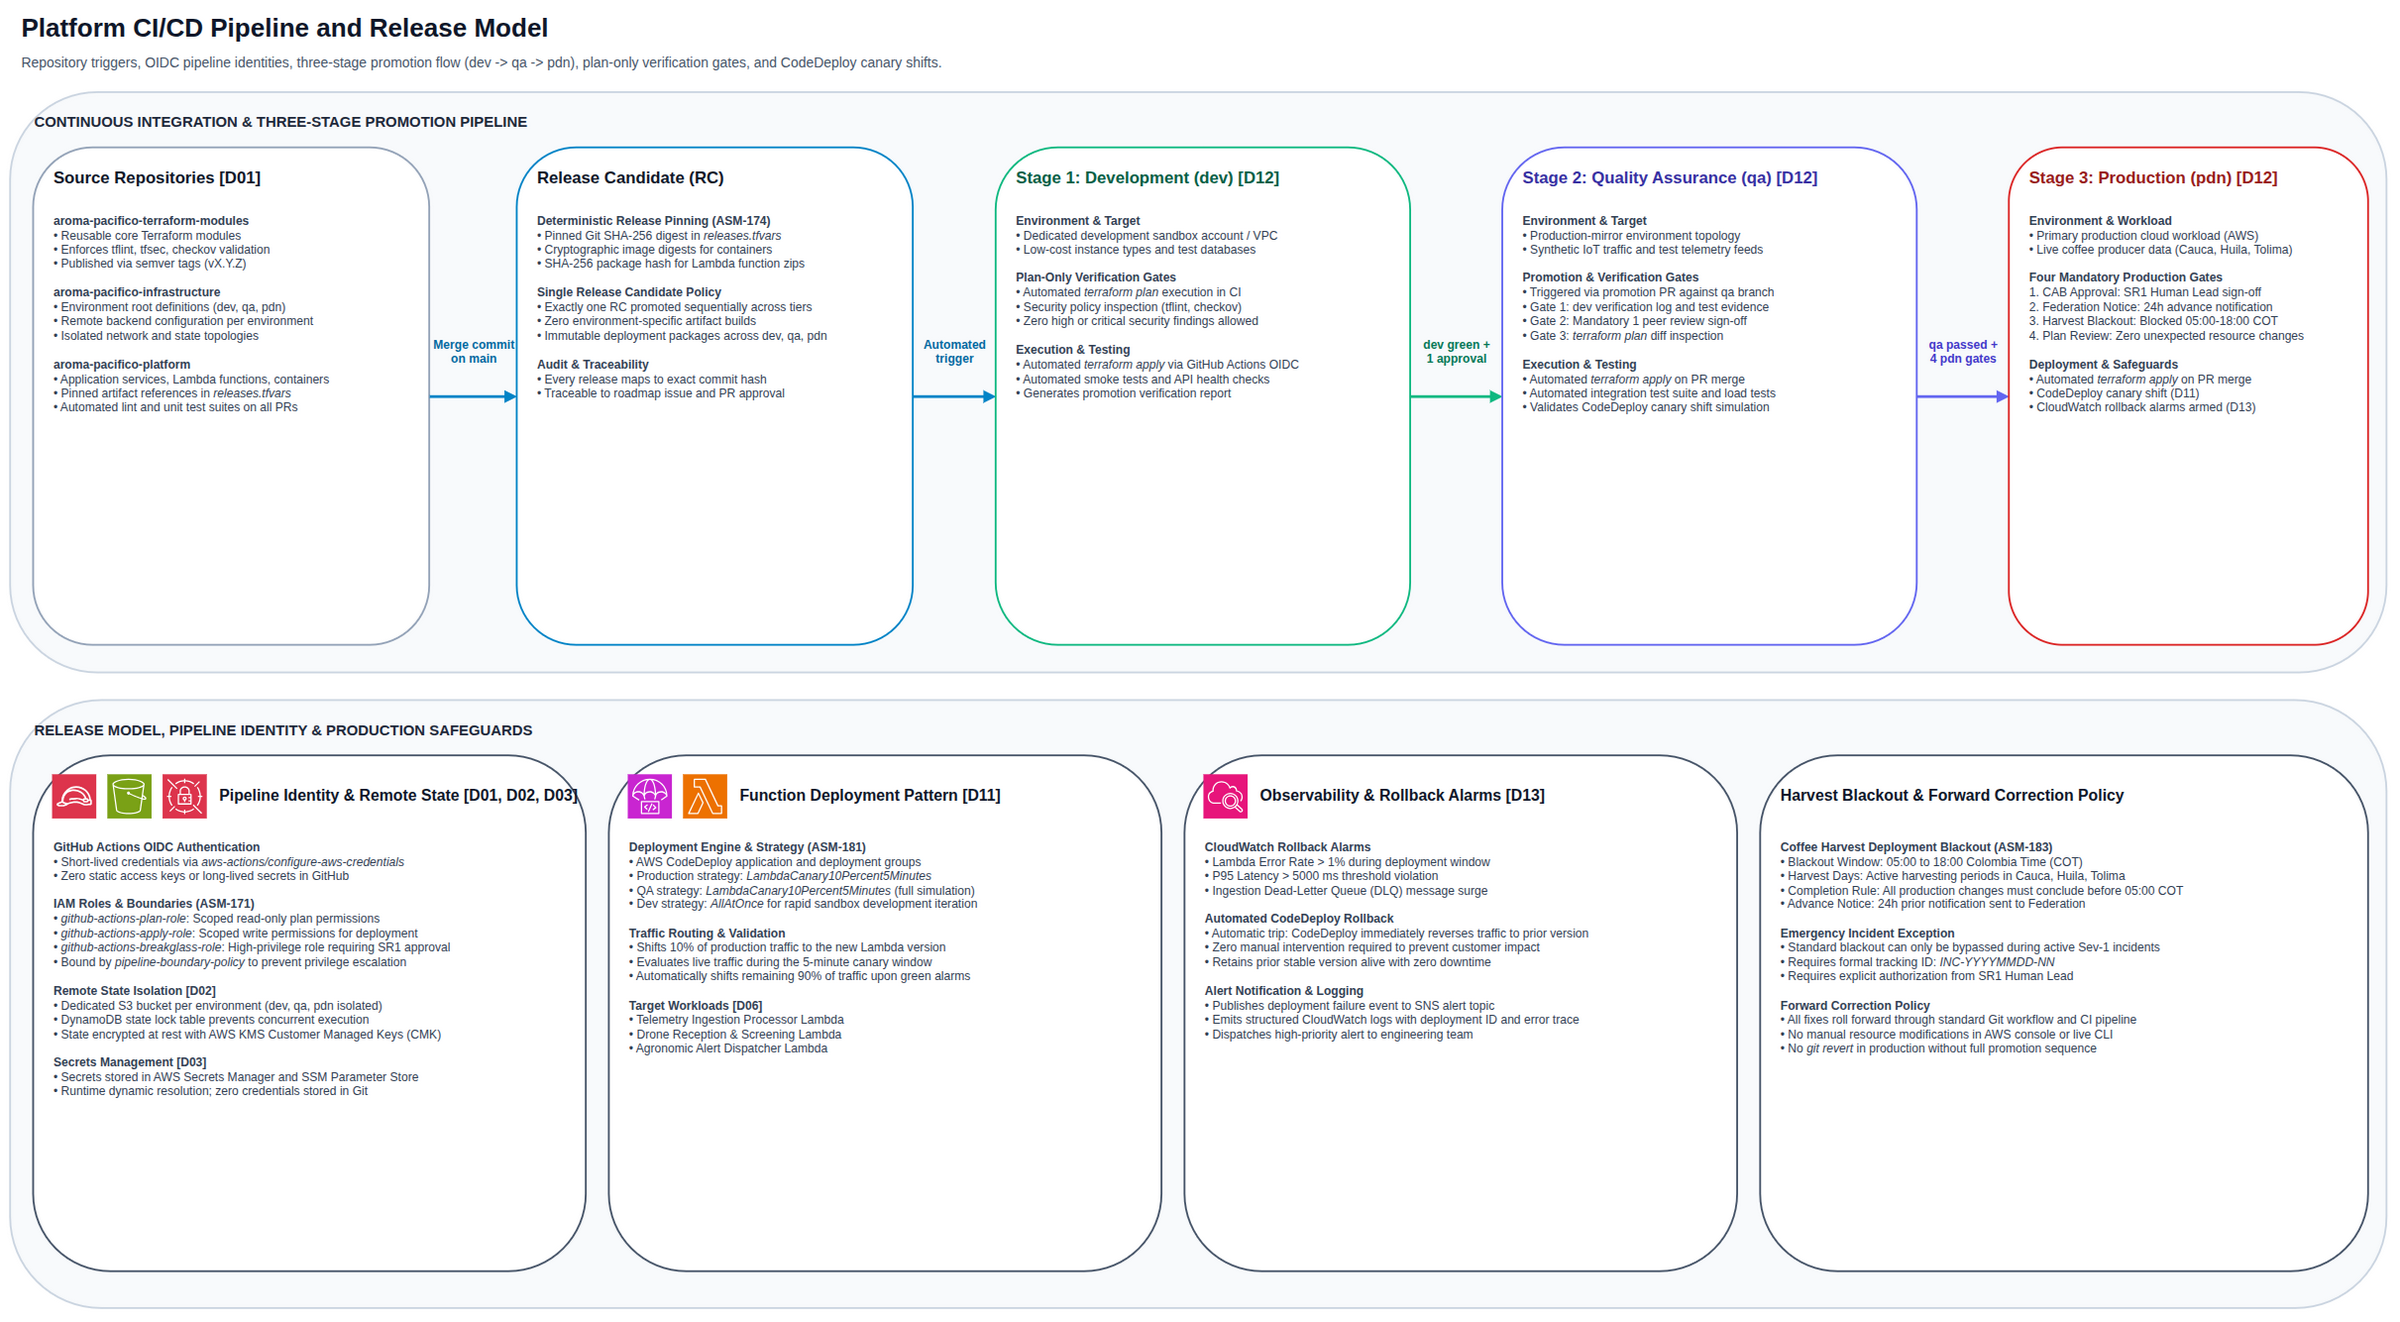 Platform CI/CD Pipeline and Release Model
Repository triggers, OIDC pipeline identities, three-stage promotion flow (dev -> qa -> pdn), plan-only verification gates, and CodeDeploy canary shifts.
CONTINUOUS INTEGRATION & THREE-STAGE PROMOTION PIPELINE
Source Repositories [D01]
aroma-pacifico-terraform-modules
• Reusable core Terraform modules
• Enforces tflint, tfsec, checkov validation
• Published via semver tags (vX.Y.Z)
aroma-pacifico-infrastructure
• Environment root definitions (dev, qa, pdn)
• Remote backend configuration per environment
• Isolated network and state topologies
aroma-pacifico-platform
• Application services, Lambda functions, containers
• Pinned artifact references in releases.tfvars
• Automated lint and unit test suites on all PRs
Merge commit
on main
Release Candidate (RC)
Deterministic Release Pinning (ASM-174)
• Pinned Git SHA-256 digest in releases.tfvars
• Cryptographic image digests for containers
• SHA-256 package hash for Lambda function zips
Single Release Candidate Policy
• Exactly one RC promoted sequentially across tiers
• Zero environment-specific artifact builds
• Immutable deployment packages across dev, qa, pdn
Audit & Traceability
• Every release maps to exact commit hash
• Traceable to roadmap issue and PR approval
Automated
trigger
Stage 1: Development (dev) [D12]
Environment & Target
• Dedicated development sandbox account / VPC
• Low-cost instance types and test databases
Plan-Only Verification Gates
• Automated terraform plan execution in CI
• Security policy inspection (tflint, checkov)
• Zero high or critical security findings allowed
Execution & Testing
• Automated terraform apply via GitHub Actions OIDC
• Automated smoke tests and API health checks
• Generates promotion verification report
dev green +
1 approval
Stage 2: Quality Assurance (qa) [D12]
Environment & Target
• Production-mirror environment topology
• Synthetic IoT traffic and test telemetry feeds
Promotion & Verification Gates
• Triggered via promotion PR against qa branch
• Gate 1: dev verification log and test evidence
• Gate 2: Mandatory 1 peer review sign-off
• Gate 3: terraform plan diff inspection
Execution & Testing
• Automated terraform apply on PR merge
• Automated integration test suite and load tests
• Validates CodeDeploy canary shift simulation
qa passed +
4 pdn gates
Stage 3: Production (pdn) [D12]
Environment & Workload
• Primary production cloud workload (AWS)
• Live coffee producer data (Cauca, Huila, Tolima)
Four Mandatory Production Gates
1. CAB Approval: SR1 Human Lead sign-off
2. Federation Notice: 24h advance notification
3. Harvest Blackout: Blocked 05:00-18:00 COT
4. Plan Review: Zero unexpected resource changes
Deployment & Safeguards
• Automated terraform apply on PR merge
• CodeDeploy canary shift (D11)
• CloudWatch rollback alarms armed (D13)
RELEASE MODEL, PIPELINE IDENTITY & PRODUCTION SAFEGUARDS
Pipeline Identity & Remote State [D01, D02, D03]
GitHub Actions OIDC Authentication
• Short-lived credentials via aws-actions/configure-aws-credentials
• Zero static access keys or long-lived secrets in GitHub
IAM Roles & Boundaries (ASM-171)
• github-actions-plan-role: Scoped read-only plan permissions
• github-actions-apply-role: Scoped write permissions for deployment
• github-actions-breakglass-role: High-privilege role requiring SR1 approval
• Bound by pipeline-boundary-policy to prevent privilege escalation
Remote State Isolation [D02]
• Dedicated S3 bucket per environment (dev, qa, pdn isolated)
• DynamoDB state lock table prevents concurrent execution
• State encrypted at rest with AWS KMS Customer Managed Keys (CMK)
Secrets Management [D03]
• Secrets stored in AWS Secrets Manager and SSM Parameter Store
• Runtime dynamic resolution; zero credentials stored in Git
Function Deployment Pattern [D11]
Deployment Engine & Strategy (ASM-181)
• AWS CodeDeploy application and deployment groups
• Production strategy: LambdaCanary10Percent5Minutes
• QA strategy: LambdaCanary10Percent5Minutes (full simulation)
• Dev strategy: AllAtOnce for rapid sandbox development iteration
Traffic Routing & Validation
• Shifts 10% of production traffic to the new Lambda version
• Evaluates live traffic during the 5-minute canary window
• Automatically shifts remaining 90% of traffic upon green alarms
Target Workloads [D06]
• Telemetry Ingestion Processor Lambda
• Drone Reception & Screening Lambda
• Agronomic Alert Dispatcher Lambda
Observability & Rollback Alarms [D13]
CloudWatch Rollback Alarms
• Lambda Error Rate > 1% during deployment window
• P95 Latency > 5000 ms threshold violation
• Ingestion Dead-Letter Queue (DLQ) message surge
Automated CodeDeploy Rollback
• Automatic trip: CodeDeploy immediately reverses traffic to prior version
• Zero manual intervention required to prevent customer impact
• Retains prior stable version alive with zero downtime
Alert Notification & Logging
• Publishes deployment failure event to SNS alert topic
• Emits structured CloudWatch logs with deployment ID and error trace
• Dispatches high-priority alert to engineering team
Harvest Blackout & Forward Correction Policy
Coffee Harvest Deployment Blackout (ASM-183)
• Blackout Window: 05:00 to 18:00 Colombia Time (COT)
• Harvest Days: Active harvesting periods in Cauca, Huila, Tolima
• Completion Rule: All production changes must conclude before 05:00 COT
• Advance Notice: 24h prior notification sent to Federation
Emergency Incident Exception
• Standard blackout can only be bypassed during active Sev-1 incidents
• Requires formal tracking ID: INC-YYYYMMDD-NN
• Requires explicit authorization from SR1 Human Lead
Forward Correction Policy
• All fixes roll forward through standard Git workflow and CI pipeline
• No manual resource modifications in AWS console or live CLI
• No git revert in production without full promotion sequence